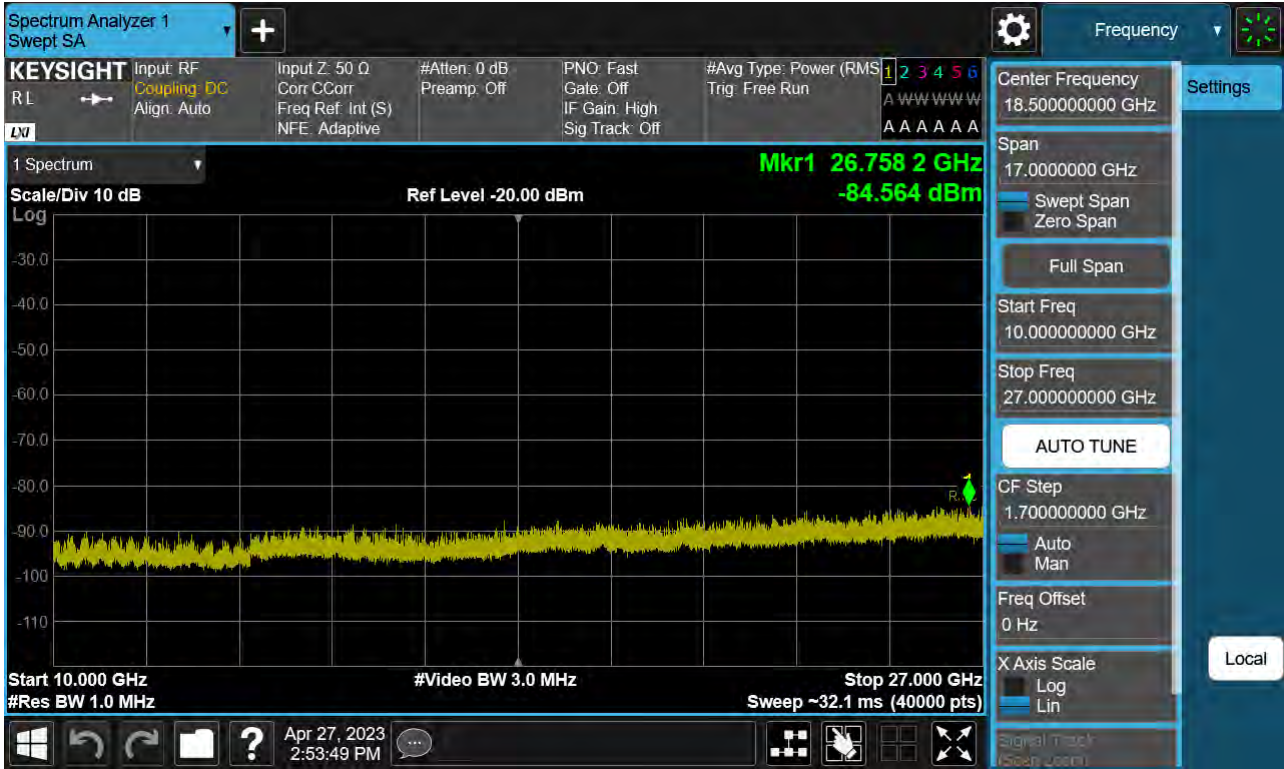 Spectrum Analyzer 1
Swept SA
Frequency
KEYSIGHT
R L
LXI
Input: RF
Coupling: DC
Align: Auto
Input Z: 50 Ω
Corr CCorr
Freq Ref: Int (S)
NFE: Adaptive
#Atten: 0 dB
Preamp: Off
PNO: Fast
Gate: Off
IF Gain: High
Sig Track: Off
#Avg Type: Power (RMS
Trig: Free Run
1 2 3 4 5 6
A W W W W W
A A A A A A
1 Spectrum
Scale/Div 10 dB
Log
Ref Level -20.00 dBm
Mkr1 26.758 2 GHz
-84.564 dBm
-30.0
-40.0
-50.0
-60.0
-70.0
-80.0
-90.0
-100
-110
1
Start 10.000 GHz
#Res BW 1.0 MHz
#Video BW 3.0 MHz
Stop 27.000 GHz
Sweep ~32.1 ms (40000 pts)
Center Frequency
18.500000000 GHz
Span
17.0000000 GHz
Swept Span
Zero Span
Full Span
Start Freq
10.000000000 GHz
Stop Freq
27.000000000 GHz
AUTO TUNE
CF Step
1.700000000 GHz
Auto
Man
Freq Offset
0 Hz
X Axis Scale
Log
Lin
Signal Track
(Span Zoom)
Settings
Local
?
Apr 27, 2023
2:53:49 PM